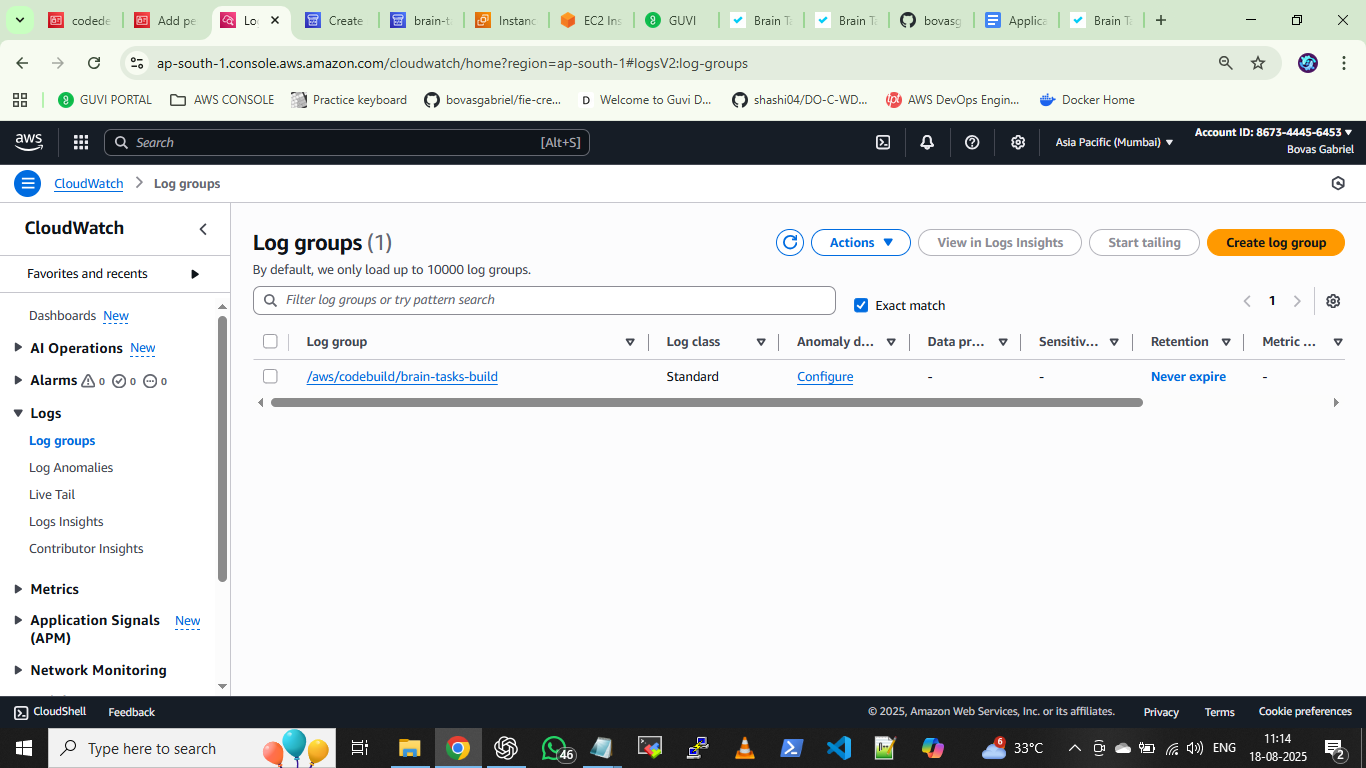 codede
Add pe
Lo
Create
brain-t
Instanc
EC2 Ins
GUVI
Brain T
Brain T
bovasg
Applica
Brain T
ap-south-1.console.aws.amazon.com/cloudwatch/home?region=ap-south-1#logsV2:log-groups
GUVI PORTAL
AWS CONSOLE
Practice keyboard
bovasgabriel/fie-cre...
Welcome to Guvi D...
shashi04/DO-C-WD...
AWS DevOps Engin...
Docker Home
aws
Search
[Alt+S]
Asia Pacific (Mumbai)
Account ID: 8673-4445-6453
Bovas Gabriel
CloudWatch
Log groups
CloudWatch
Favorites and recents
Dashboards New
AI Operations New
Alarms 0 0 0
Logs
Log groups
Log Anomalies
Live Tail
Logs Insights
Contributor Insights
Metrics
Application Signals New
(APM)
Network Monitoring
Log groups (1)
By default, we only load up to 10000 log groups.
Actions
View in Logs Insights
Start tailing
Create log group
Filter log groups or try pattern search
Exact match
1
Log group
Log class
Anomaly d...
Data pr...
Sensitiv...
Retention
Metric ...
/aws/codebuild/brain-tasks-build
Standard
Configure
-
-
Never expire
-
CloudShell
Feedback
© 2025, Amazon Web Services, Inc. or its affiliates.
Privacy
Terms
Cookie preferences
Type here to search
46
6
33°C
ENG
11:14
18-08-2025
2